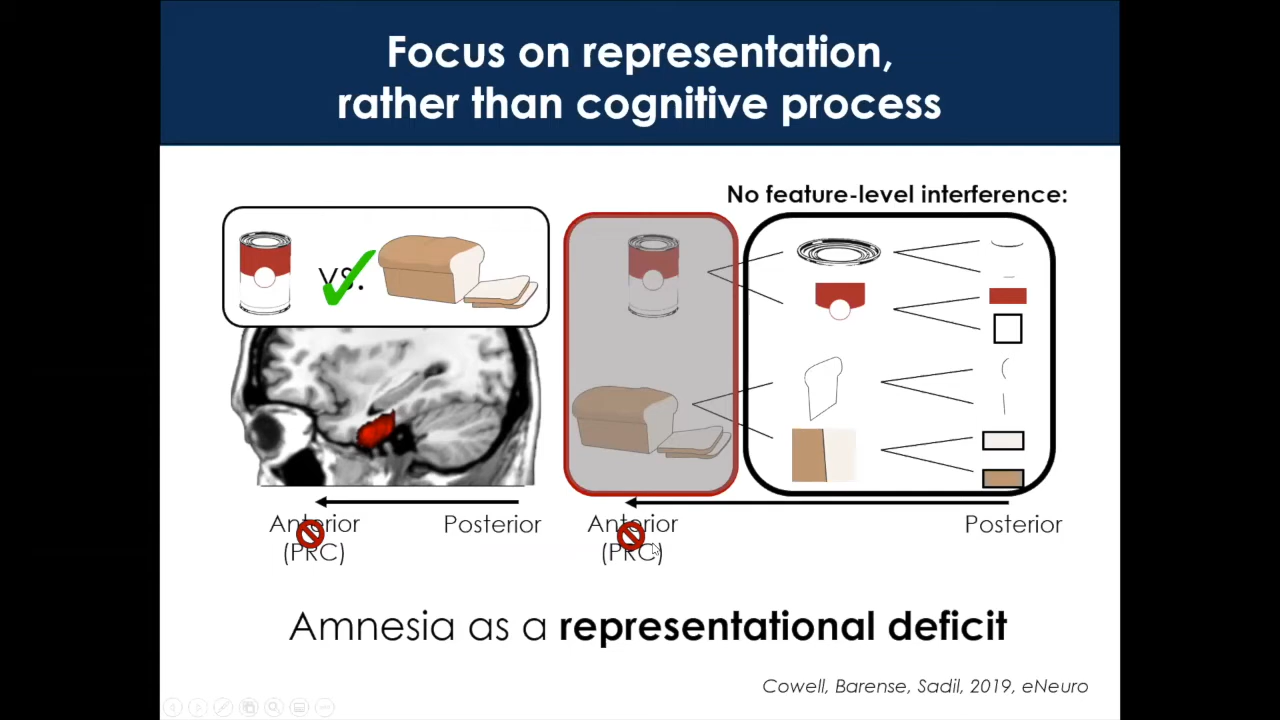 Focus on representation,
rather than cognitive process
No feature-level interference:
vs.
Anterior
(PRC)
Posterior
Anterior
(PRC)
Posterior
Amnesia as a representational deficit
Cowell, Barense, Sadil, 2019, eNeuro